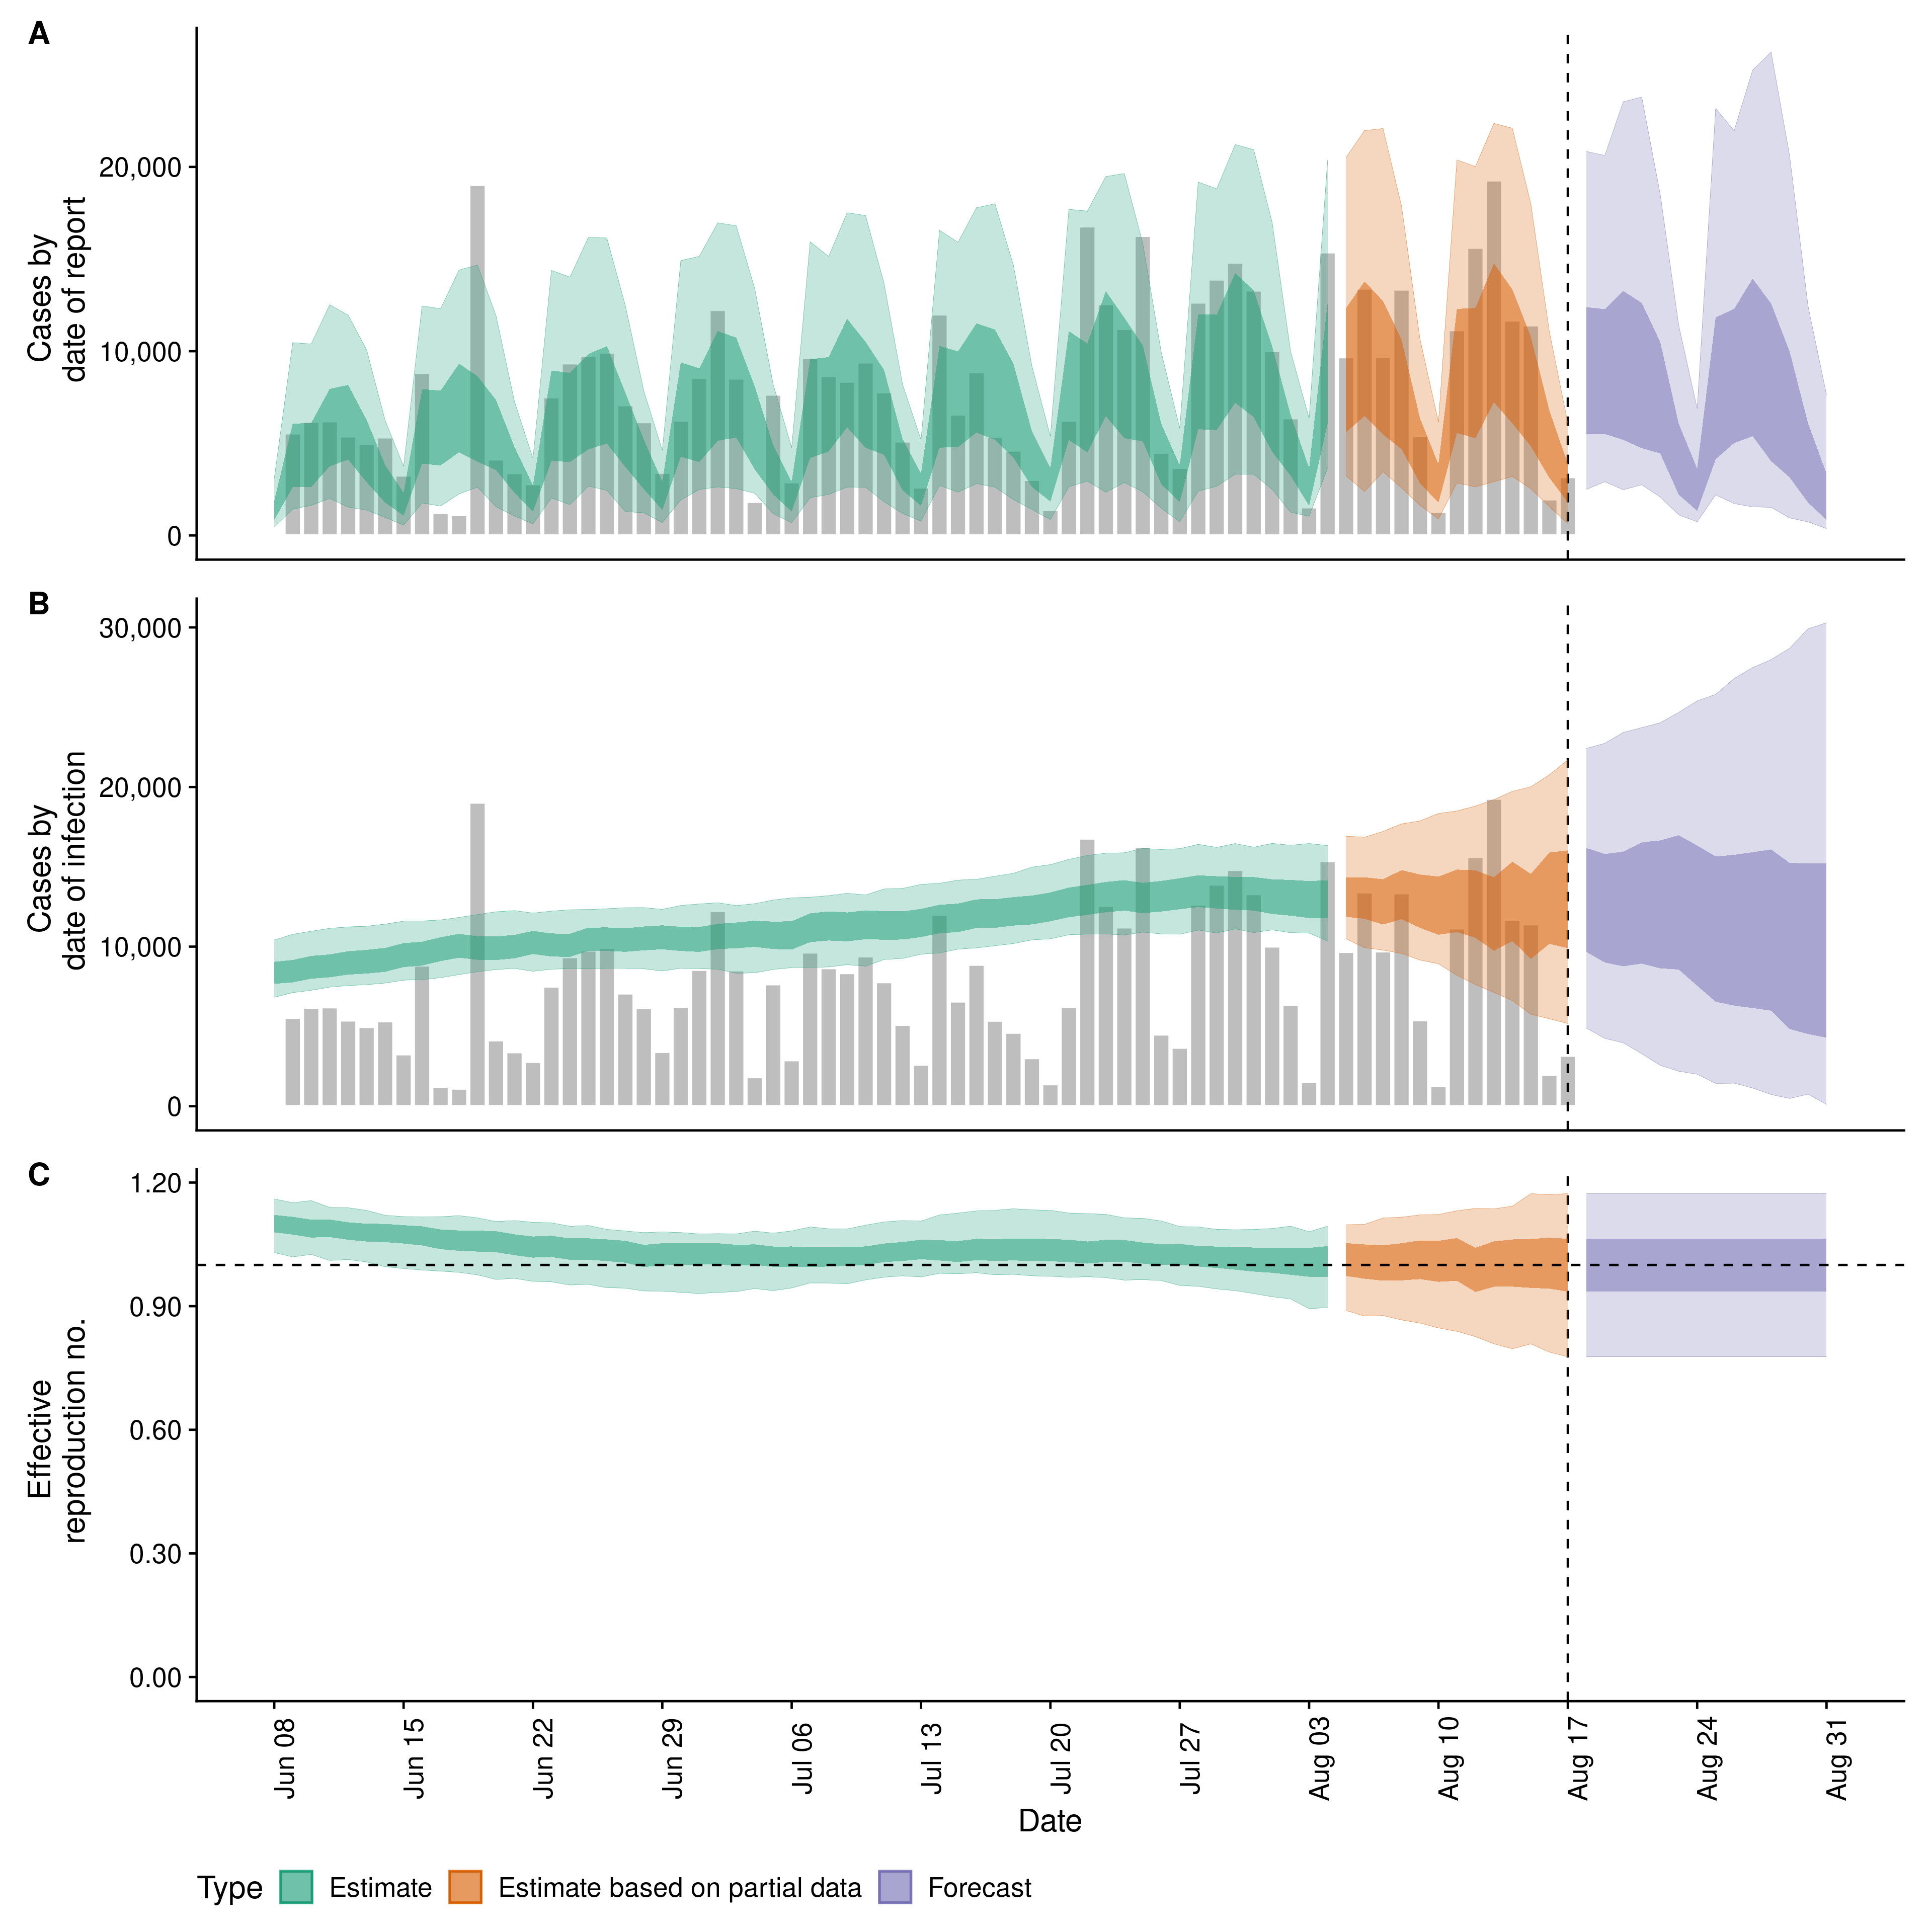 A
Cases by
date of report
20,000
10,000
0
B
Cases by
date of infection
30,000
20,000
10,000
0
C
Effective
reproduction no.
1.20
0.90
0.60
0.30
0.00
Jun 08
Jun 15
Jun 22
Jun 29
Jul 06
Jul 13
Jul 20
Jul 27
Aug 03
Aug 10
Aug 17
Aug 24
Aug 31
Date
Type Estimate Estimate based on partial data Forecast